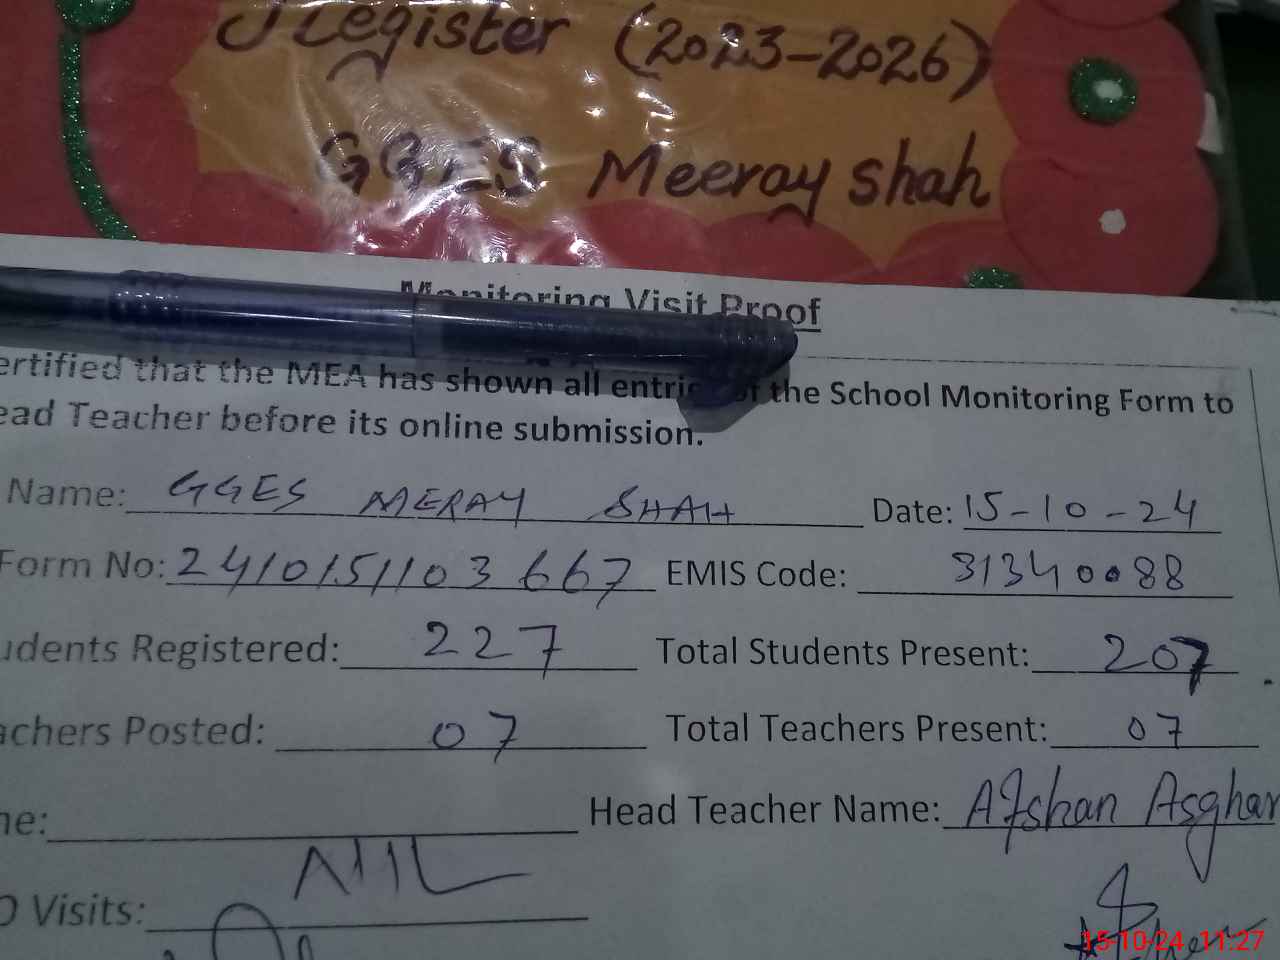 Register (2023-2026)
GGES Meeray shah
Monitoring Visit Proof
ertified that the MEA has shown all entries of the School Monitoring Form to
ead Teacher before its online submission.
Name: GGES MERAY SHAH Date: 15-10-24
Form No: 2410151103667 EMIS Code: 31340088
udents Registered: 227 Total Students Present: 207
achers Posted: 07 Total Teachers Present: 07
ne: Head Teacher Name: Afshan Asghar
NIL
O Visits:
15-10-24 11:27